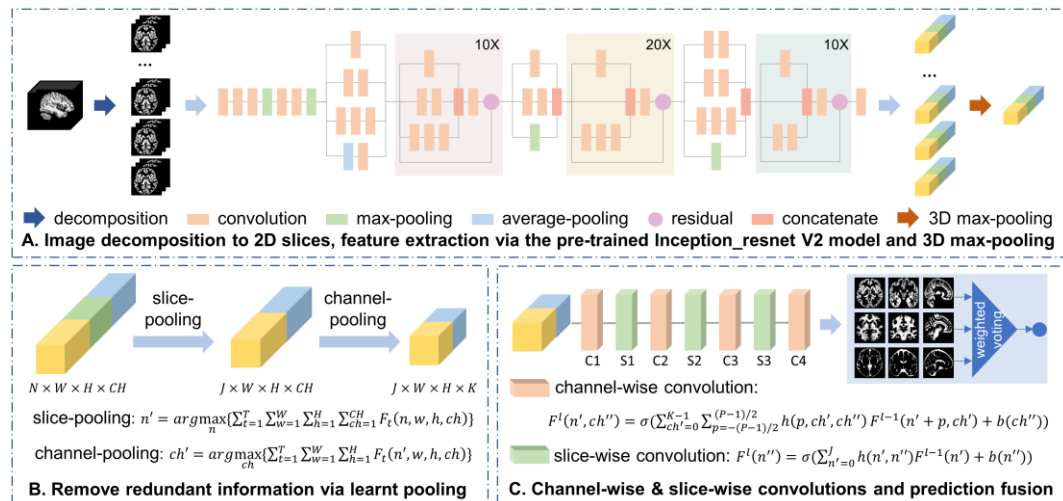 10X
20X
10X
...
...
decomposition convolution max-pooling average-pooling residual concatenate 3D max-pooling
A. Image decomposition to 2D slices, feature extraction via the pre-trained Inception_resnet V2 model and 3D max-pooling
slice-pooling
channel-pooling
N × W × H × CH
J × W × H × CH
J × W × H × K
slice-pooling: n′ = argmax_n{∑_{t=1}^{T} ∑_{w=1}^{W} ∑_{h=1}^{H} ∑_{ch=1}^{CH} F_t(n, w, h, ch)}
channel-pooling: ch′ = argmax_{ch}{∑_{t=1}^{T} ∑_{w=1}^{W} ∑_{h=1}^{H} F_t(n′, w, h, ch)}
B. Remove redundant information via learnt pooling
C1 S1 C2 S2 C3 S3 C4
weighted voting
channel-wise convolution:
F^l(n′, ch″) = σ(∑_{ch′=0}^{K−1} ∑_{p=−(P−1)/2}^{(P−1)/2} h(p, ch′, ch″) F^{l−1}(n′ + p, ch′) + b(ch″))
slice-wise convolution: F^l(n″) = σ(∑_{n′=0}^{J} h(n′, n″)F^{l−1}(n′) + b(n″))
C. Channel-wise & slice-wise convolutions and prediction fusion